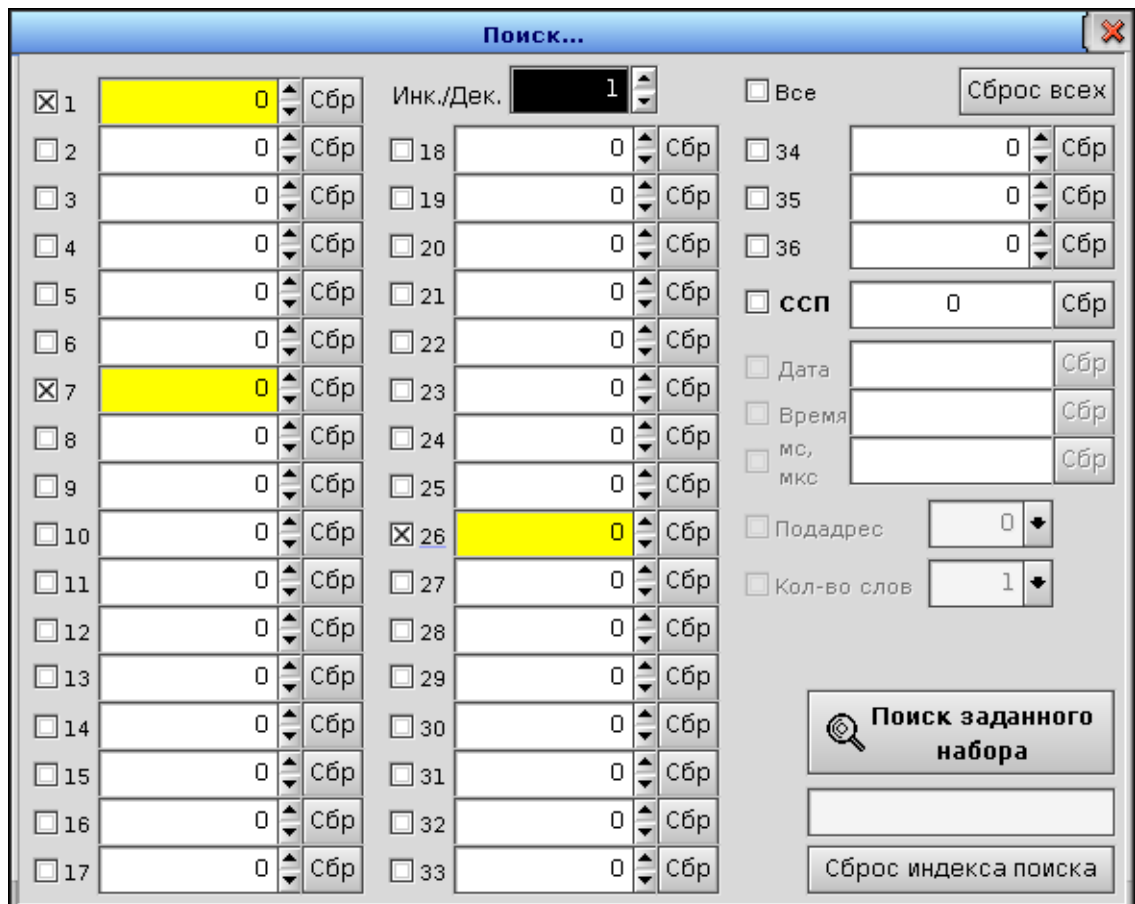 Поиск...
1 0 Сбр Инк./Дек. 1 Все Сброс всех
2 0 Сбр 18 0 Сбр 34 0 Сбр
3 0 Сбр 19 0 Сбр 35 0 Сбр
4 0 Сбр 20 0 Сбр 36 0 Сбр
5 0 Сбр 21 0 Сбр ССП 0 Сбр
6 0 Сбр 22 0 Сбр Дата Сбр
7 0 Сбр 23 0 Сбр Время Сбр
8 0 Сбр 24 0 Сбр мс, мкс Сбр
9 0 Сбр 25 0 Сбр
10 0 Сбр 26 0 Сбр Подадрес 0
11 0 Сбр 27 0 Сбр Кол-во слов 1
12 0 Сбр 28 0 Сбр
13 0 Сбр 29 0 Сбр
14 0 Сбр 30 0 Сбр Поиск заданного
набора
15 0 Сбр 31 0 Сбр
16 0 Сбр 32 0 Сбр
17 0 Сбр 33 0 Сбр Сброс индекса поиска